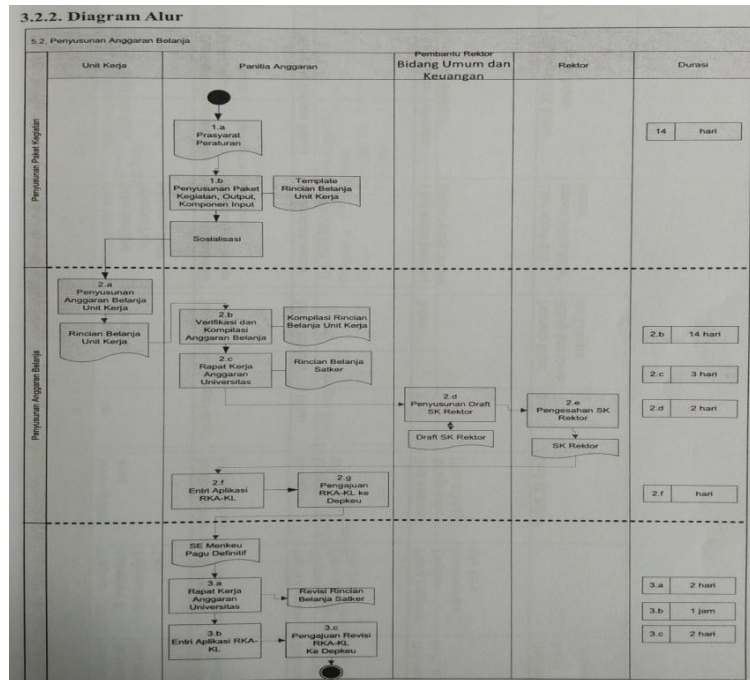 3.2.2. Diagram Alur
5.2. Penyusunan Anggaran Belanja
Unit Kerja
Panitia Anggaran
Pembantu Rektor
Bidang Umum dan
Keuangan
Rektor
Durasi
Penyusunan Paket Kegiatan
1.a
Prasyarat
Peraturan
14 hari
1.b
Penyusunan Paket
Kegiatan, Output,
Komponen Input
Template
Rincian Belanja
Unit Kerja
Sosialisasi
Penyusunan Anggaran Belanja
2.a
Penyusunan
Anggaran Belanja
Unit Kerja
Rincian Belanja
Unit Kerja
2.b
Verifikasi dan
Kompilasi
Anggaran Belanja
Kompilasi Rincian
Belanja Unit Kerja
2.b 14 hari
2.c
Rapat Kerja
Anggaran
Universitas
Rincian Belanja
Satker
2.c 3 hari
2.d
Penyusunan Draft
SK Rektor
Draft SK Rektor
2.e
Pengesahan SK
Rektor
SK Rektor
2.d 2 hari
2.f
Entri Aplikasi
RKA-KL
2.g
Pengajuan
RKA-KL ke
Depkeu
2.f hari
SE Menkeu
Pagu Definitif
3.a
Rapat Kerja
Anggaran
Universitas
Revisi Rincian
Belanja Satker
3.a 2 hari
3.b 1 jam
3.b
Entri Aplikasi RKA-
KL
3.c
Pengajuan Revisi
RKA-KL
Ke Depkeu
3.c 2 hari